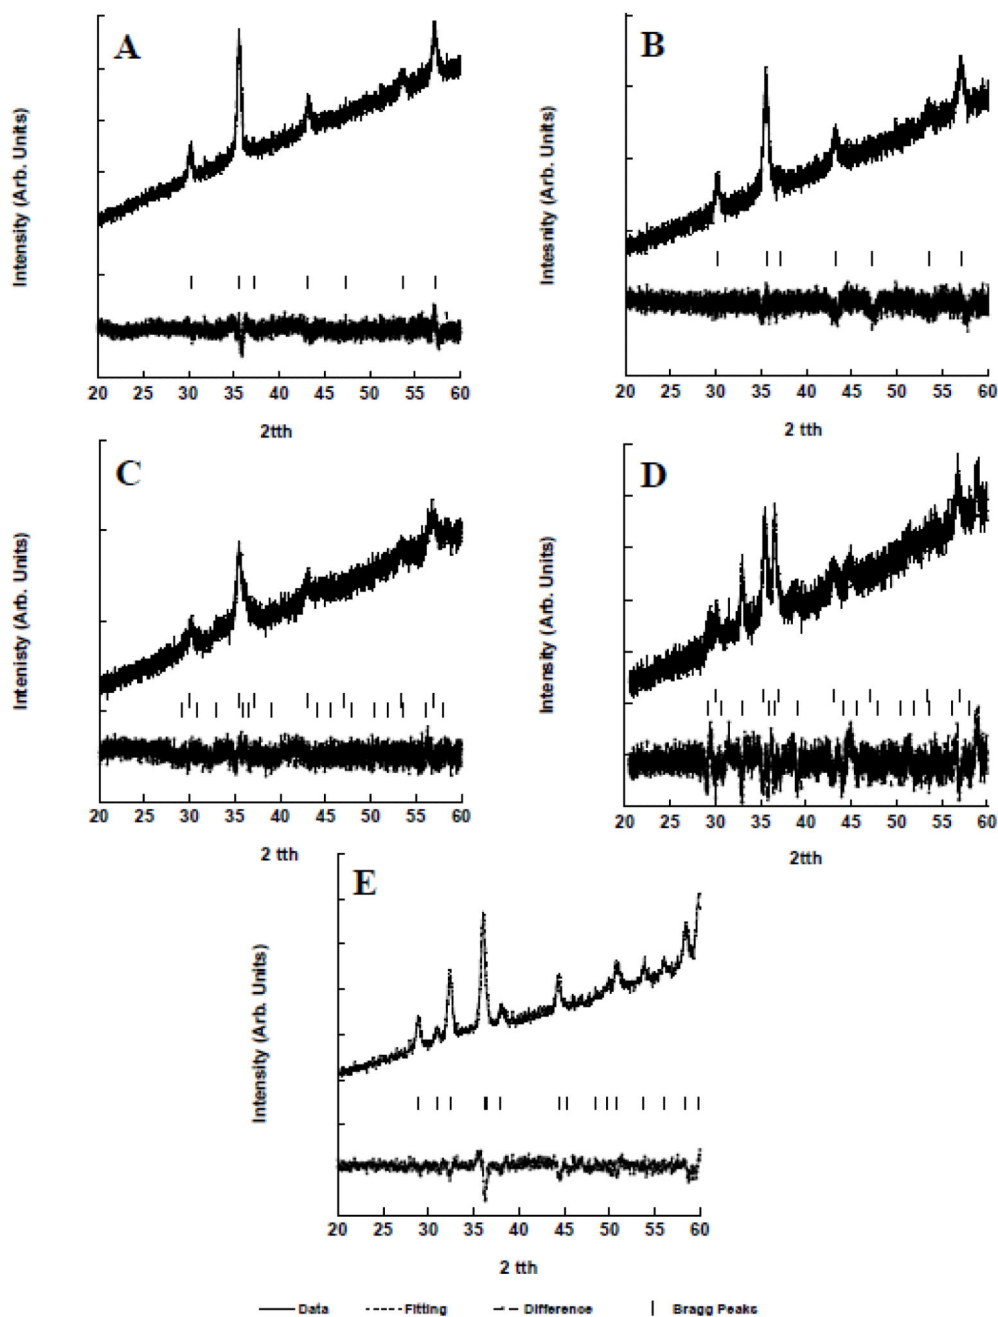 A
Intensity (Arb. Units)
20 25 30 35 40 45 50 55 60
2tth
B
Intesnity (Arb. Units)
20 25 30 35 40 45 50 55 60
2 tth
C
Intenisty (Arb. Units)
20 25 30 35 40 45 50 55 60
2 tth
D
Intensity (Arb. Units)
20 25 30 35 40 45 50 55 60
2tth
E
Intensity (Arb. Units)
20 25 30 35 40 45 50 55 60
2 tth
Data Fitting Difference Bragg Peaks